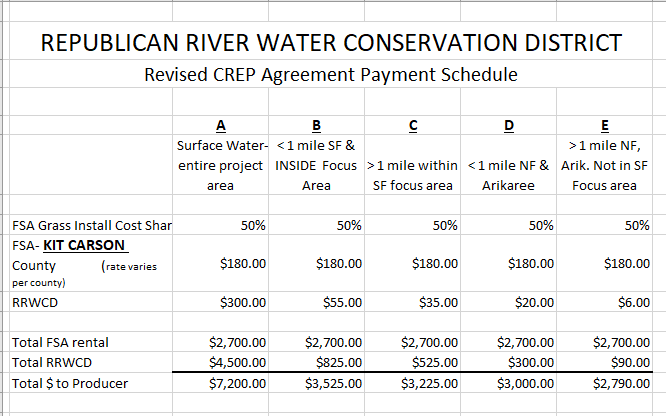 REPUBLICAN RIVER WATER CONSERVATION DISTRICT
Revised CREP Agreement Payment Schedule
A B C D E
Surface Water- < 1 mile SF & > 1 mile NF,
entire project INSIDE Focus > 1 mile within < 1 mile NF & Arik. Not in SF
area Area SF focus area Arikaree Focus area
FSA Grass Install Cost Shar 50% 50% 50% 50% 50%
FSA- KIT CARSON
County (rate varies $180.00 $180.00 $180.00 $180.00 $180.00
per county)
RRWCD $300.00 $55.00 $35.00 $20.00 $6.00
Total FSA rental $2,700.00 $2,700.00 $2,700.00 $2,700.00 $2,700.00
Total RRWCD $4,500.00 $825.00 $525.00 $300.00 $90.00
Total $ to Producer $7,200.00 $3,525.00 $3,225.00 $3,000.00 $2,790.00